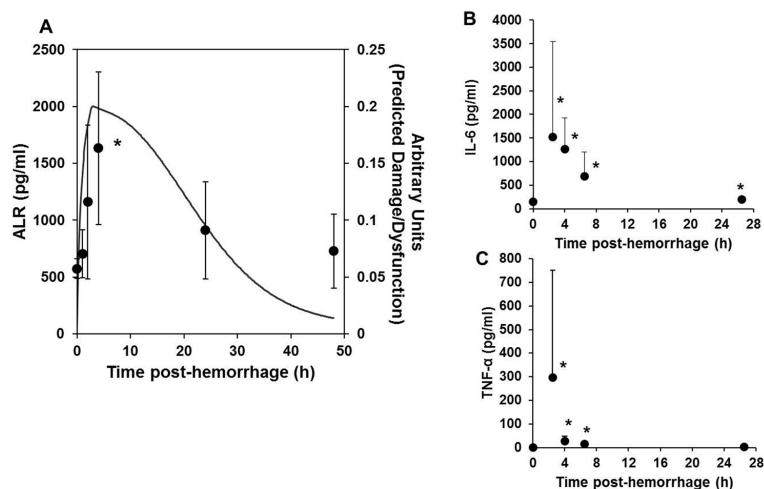 A
ALR (pg/ml)
2500
2000
1500
1000
500
0
0.25
0.2
0.15
0.1
0.05
0
Arbitrary Units
(Predicted Damage/Dysfunction)
*
0 10 20 30 40 50
Time post-hemorrhage (h)
B
IL-6 (pg/ml)
4000
3500
3000
2500
2000
1500
1000
500
0
*
*
*
*
0 4 8 12 16 20 24 28
Time post-hemorrhage (h)
C
TNF-α (pg/ml)
800
700
600
500
400
300
200
100
0
*
*
*
0 4 8 12 16 20 24 28
Time post-hemorrhage (h)